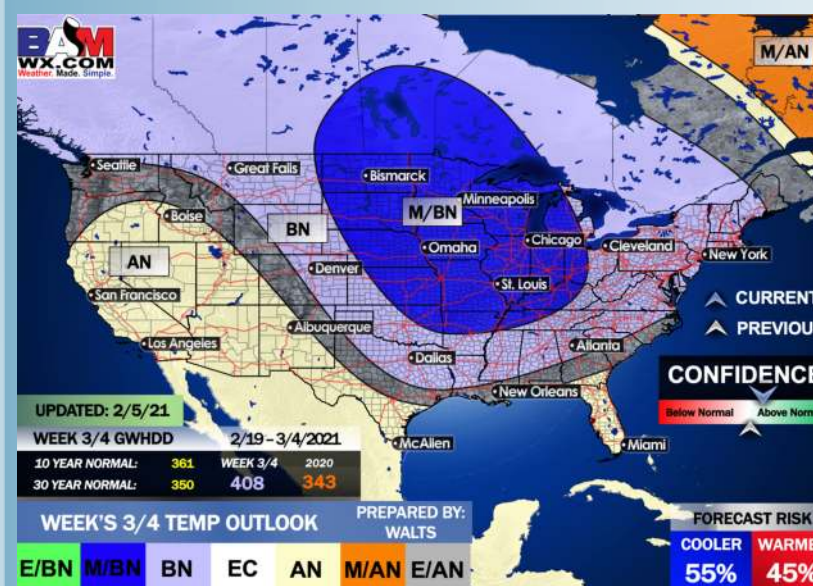 BAM
WX.COM
Weather. Made. Simple.
M/AN
Seattle
Great Falls
Bismarck
Minneapolis
M/BN
Boise
BN
AN
Omaha
Chicago
Cleveland
New York
Denver
St. Louis
San Francisco
Albuquerque
Los Angeles
Dallas
Atlanta
New Orleans
McAllen
Miami
CURRENT
PREVIOU
CONFIDENCE
Below Normal
Above Norm
UPDATED: 2/5/21
WEEK 3/4 GWHDD 2/19 - 3/4/2021
10 YEAR NORMAL: 361 WEEK 3/4 2020
30 YEAR NORMAL: 350 408 343
WEEK'S 3/4 TEMP OUTLOOK
PREPARED BY:
WALTS
E/BN M/BN BN EC AN M/AN E/AN
FORECAST RISK
COOLER WARME
55% 45%